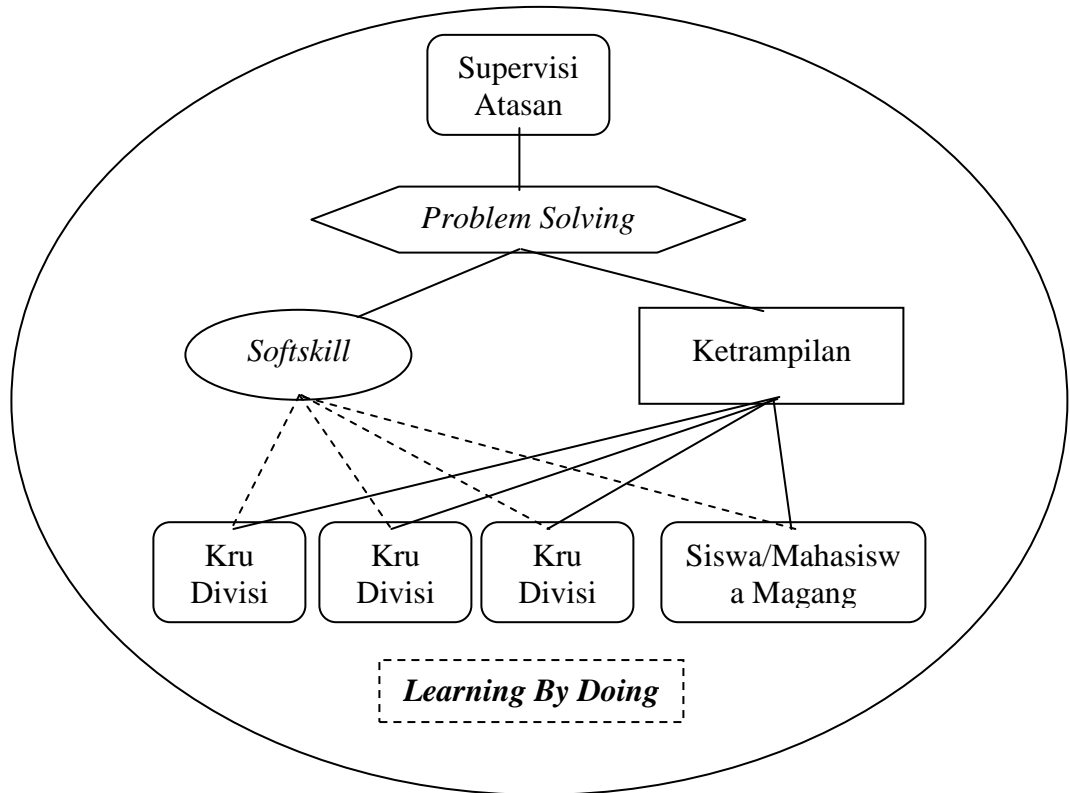 Supervisi
Atasan
Problem Solving
Softskill
Ketrampilan
Kru
Divisi
Kru
Divisi
Kru
Divisi
Siswa/Mahasisw
a Magang
Learning By Doing